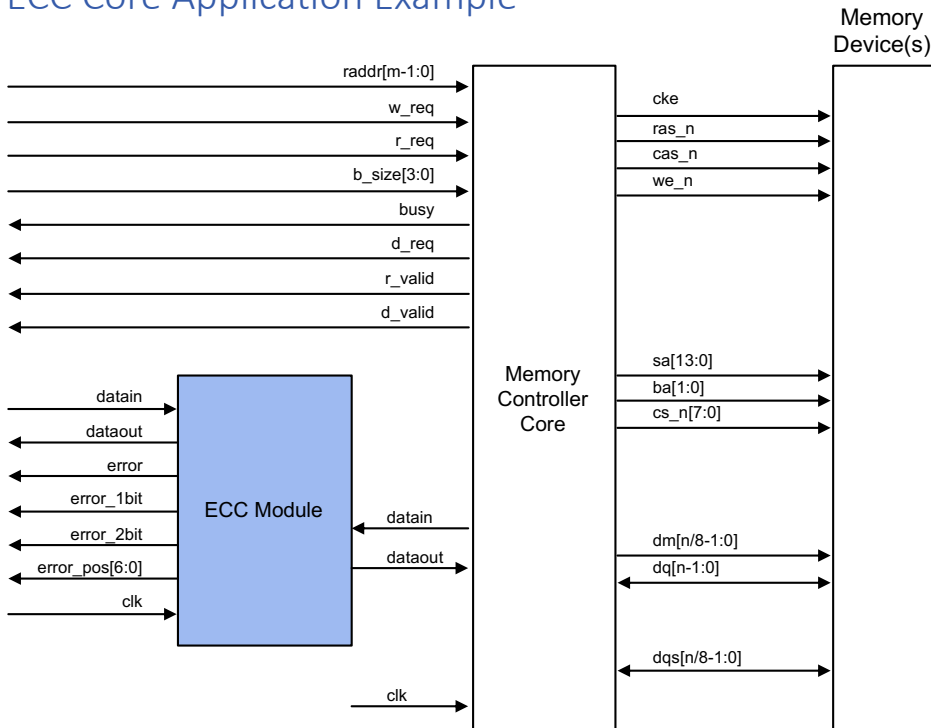 ECC Core Application Example
Memory
Device(s)
raddr[m-1:0]
w_req
r_req
b_size[3:0]
busy
d_req
r_valid
d_valid
cke
ras_n
cas_n
we_n
sa[13:0]
ba[1:0]
cs_n[7:0]
Memory
Controller
Core
datain
dataout
error
error_1bit
error_2bit
error_pos[6:0]
clk
ECC Module
datain
dataout
dm[n/8-1:0]
dq[n-1:0]
dqs[n/8-1:0]
clk